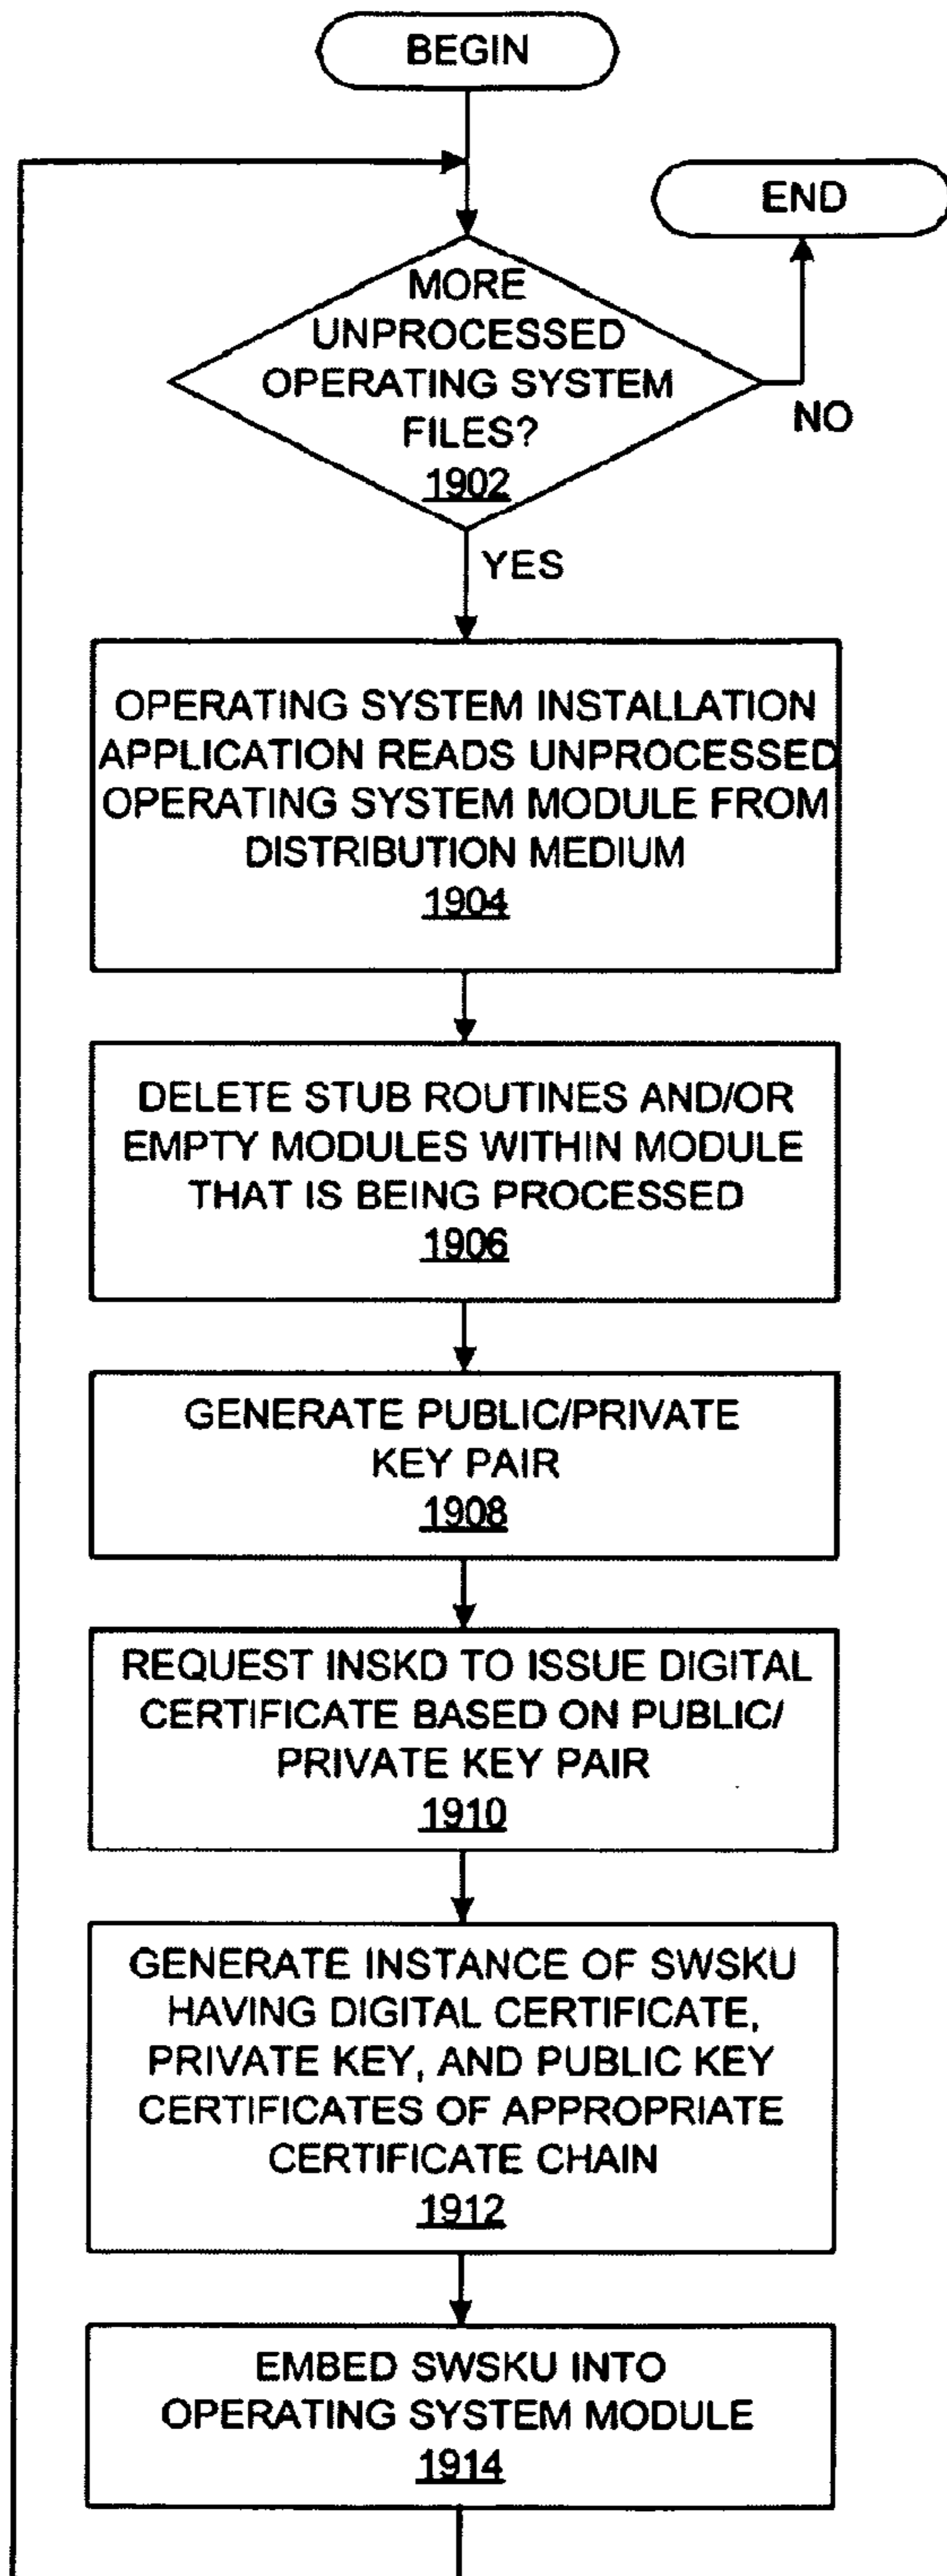 BEGIN
END
MORE
UNPROCESSED
OPERATING SYSTEM
FILES?
1902
NO
YES
OPERATING SYSTEM INSTALLATION
APPLICATION READS UNPROCESSED
OPERATING SYSTEM MODULE FROM
DISTRIBUTION MEDIUM
1904
DELETE STUB ROUTINES AND/OR
EMPTY MODULES WITHIN MODULE
THAT IS BEING PROCESSED
1906
GENERATE PUBLIC/PRIVATE
KEY PAIR
1908
REQUEST INSKD TO ISSUE DIGITAL
CERTIFICATE BASED ON PUBLIC/
PRIVATE KEY PAIR
1910
GENERATE INSTANCE OF SWSKU
HAVING DIGITAL CERTIFICATE,
PRIVATE KEY, AND PUBLIC KEY
CERTIFICATES OF APPROPRIATE
CERTIFICATE CHAIN
1912
EMBED SWSKU INTO
OPERATING SYSTEM MODULE
1914